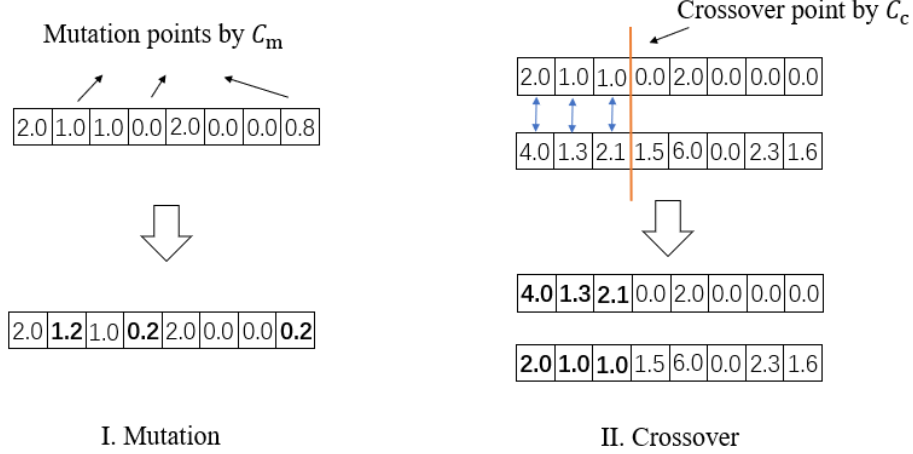 Mutation points by Cm
2.0 1.0 1.0 0.0 2.0 0.0 0.0 0.8
2.0 1.2 1.0 0.2 2.0 0.0 0.0 0.2
I. Mutation
Crossover point by Cc
2.0 1.0 1.0 0.0 2.0 0.0 0.0 0.0
4.0 1.3 2.1 1.5 6.0 0.0 2.3 1.6
4.0 1.3 2.1 0.0 2.0 0.0 0.0 0.0
2.0 1.0 1.0 1.5 6.0 0.0 2.3 1.6
II. Crossover